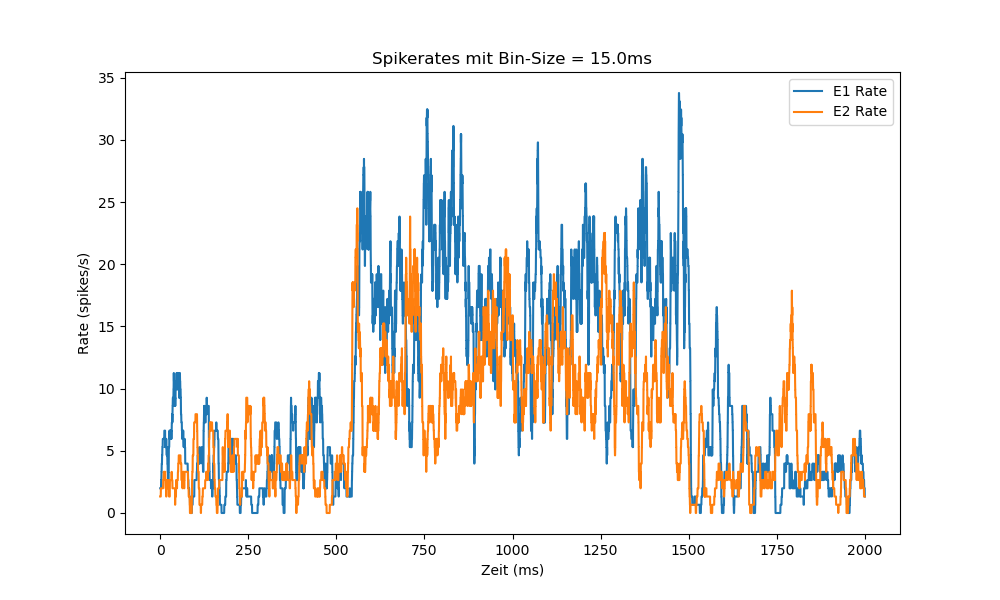 Spikerates mit Bin-Size = 15.0ms
E1 Rate
E2 Rate
Rate (spikes/s)
35
30
25
20
15
10
5
0
0 250 500 750 1000 1250 1500 1750 2000
Zeit (ms)